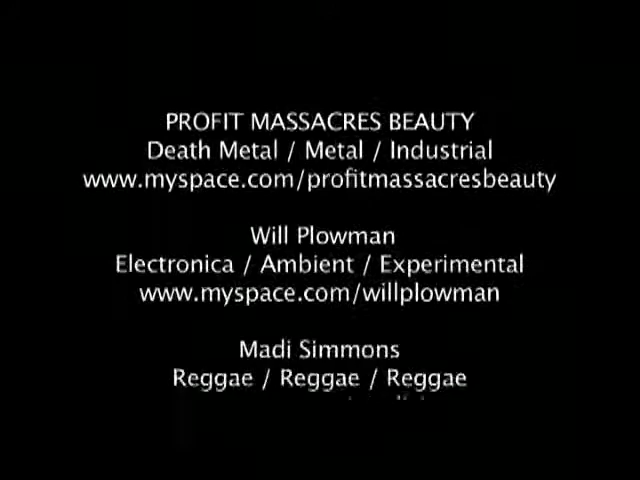 PROFIT MASSACRES BEAUTY
Death Metal / Metal / Industrial
www.myspace.com/profitmassacresbeauty
Will Plowman
Electronica / Ambient / Experimental
www.myspace.com/willplowman
Madi Simmons
Reggae / Reggae / Reggae